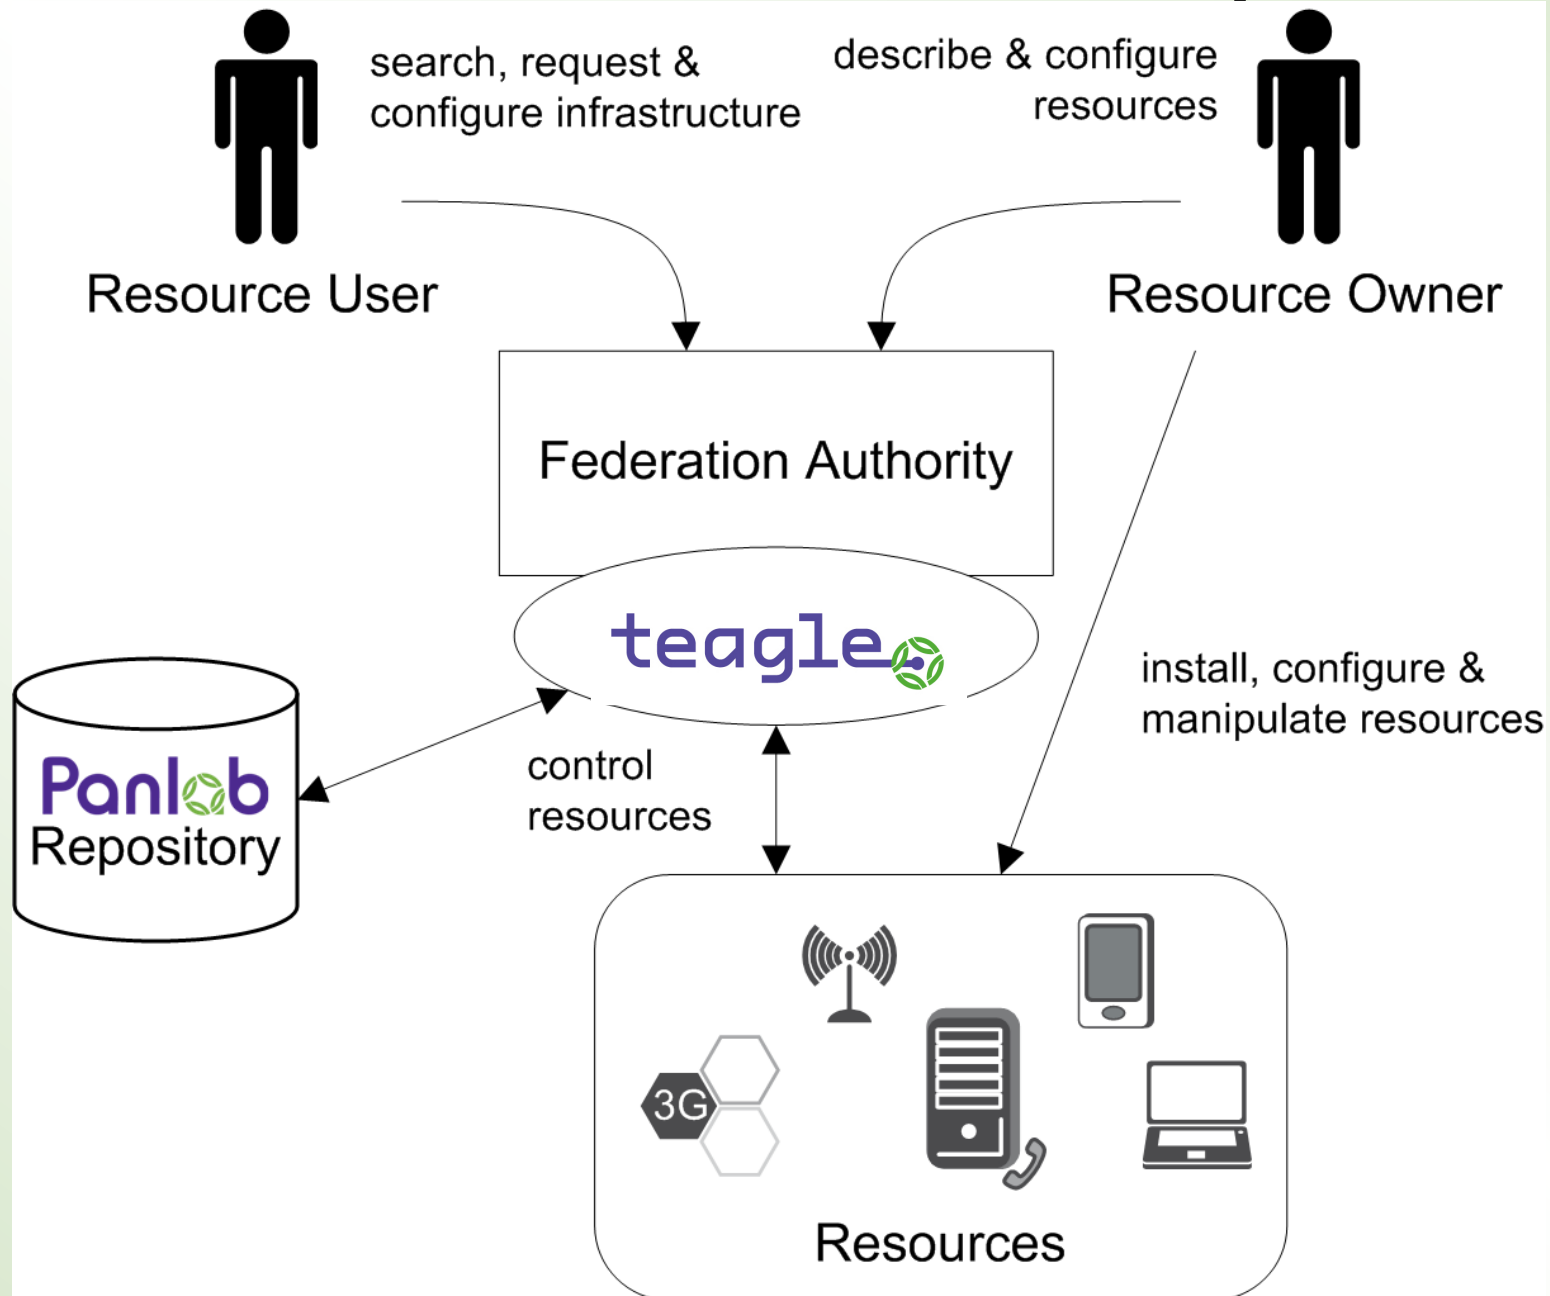 search, request &
configure infrastructure
describe & configure
resources
Resource User
Resource Owner
Federation Authority
teagle
install, configure &
manipulate resources
control
resources
Panlab
Repository
3G
Resources